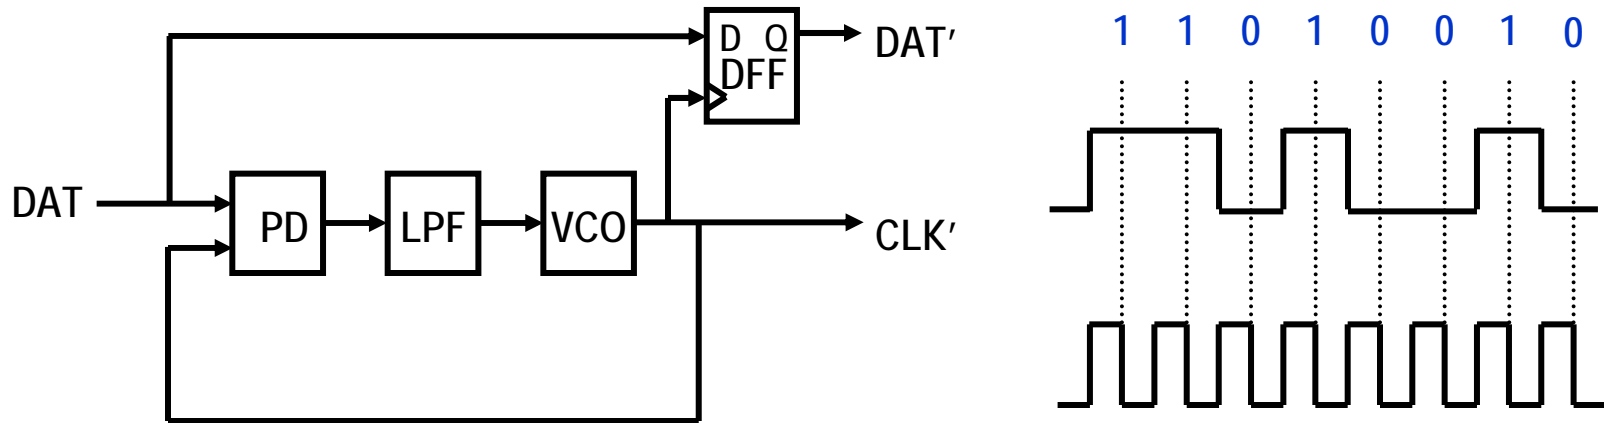 D Q
DFF
DAT′
DAT
PD
LPF
VCO
CLK′
1 1 0 1 0 0 1 0